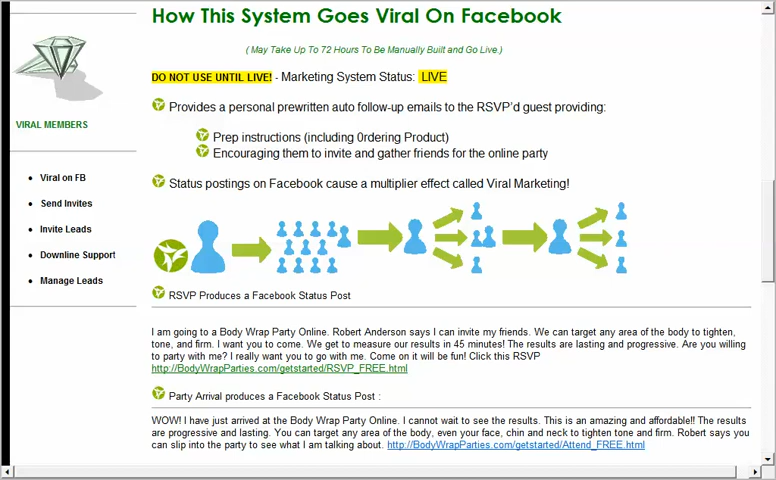 How This System Goes Viral On Facebook
( May Take Up To 72 Hours To Be Manually Built and Go Live.)
DO NOT USE UNTIL LIVE! - Marketing System Status: LIVE
Provides a personal prewritten auto follow-up emails to the RSVP'd guest providing:
Prep instructions (including 0rdering Product)
Encouraging them to invite and gather friends for the online party
Status postings on Facebook cause a multiplier effect called Viral Marketing!
VIRAL MEMBERS
Viral on FB
Send Invites
Invite Leads
Downline Support
Manage Leads
RSVP Produces a Facebook Status Post
I am going to a Body Wrap Party Online. Robert Anderson says I can invite my friends. We can target any area of the body to tighten,
tone, and firm. I want you to come. We get to measure our results in 45 minutes! The results are lasting and progressive. Are you willing
to party with me? I really want you to go with me. Come on it will be fun! Click this RSVP
http://BodyWrapParties.com/getstarted/RSVP_FREE.html
Party Arrival produces a Facebook Status Post :
WOW! I have just arrived at the Body Wrap Party Online. I cannot wait to see the results. This is an amazing and affordable!! The results
are progressive and lasting. You can target any area of the body, even your face, chin and neck to tighten tone and firm. Robert says you
can slip into the party to see what I am talking about. http://BodyWrapParties.com/getstarted/Attend_FREE.html